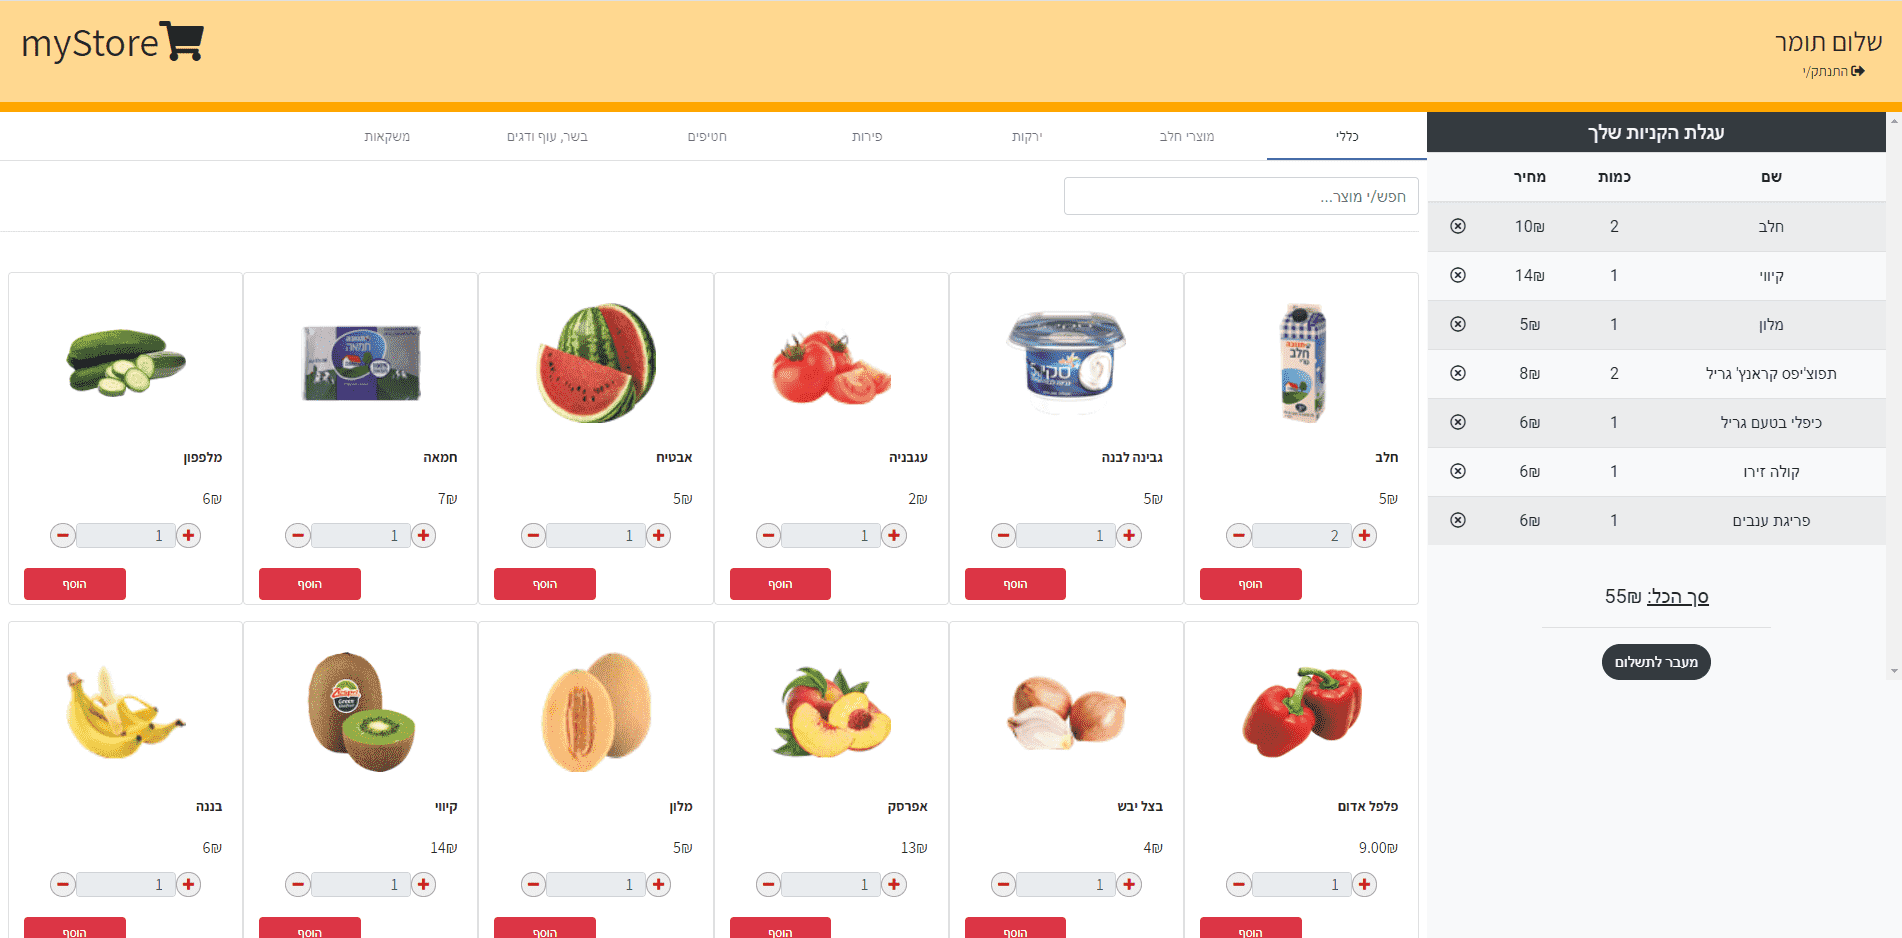 myStore
שלום תומר
התנתק/י
עגלת הקניות שלך
שם כמות מחיר
חלב 2 10₪
קיווי 1 14₪
מלון 1 5₪
תפוצ'יפס קראנץ' גריל 2 8₪
כיפלי בטעם גריל 1 6₪
קולה זירו 1 6₪
פריגת ענבים 1 6₪
סך הכל: 55₪
מעבר לתשלום
כללי מוצרי חלב ירקות פירות חטיפים בשר, עוף ודגים משקאות
חפש/י מוצר...
חלב גבינה לבנה עגבניה אבטיח חמאה מלפפון
5₪ 5₪ 2₪ 5₪ 7₪ 6₪
2 1 1 1 1 1
הוסף הוסף הוסף הוסף הוסף הוסף
פלפל אדום בצל יבש אפרסק מלון קיווי בננה
9.00₪ 4₪ 13₪ 5₪ 14₪ 6₪
1 1 1 1 1 1
הוסף הוסף הוסף הוסף הוסף הוסף